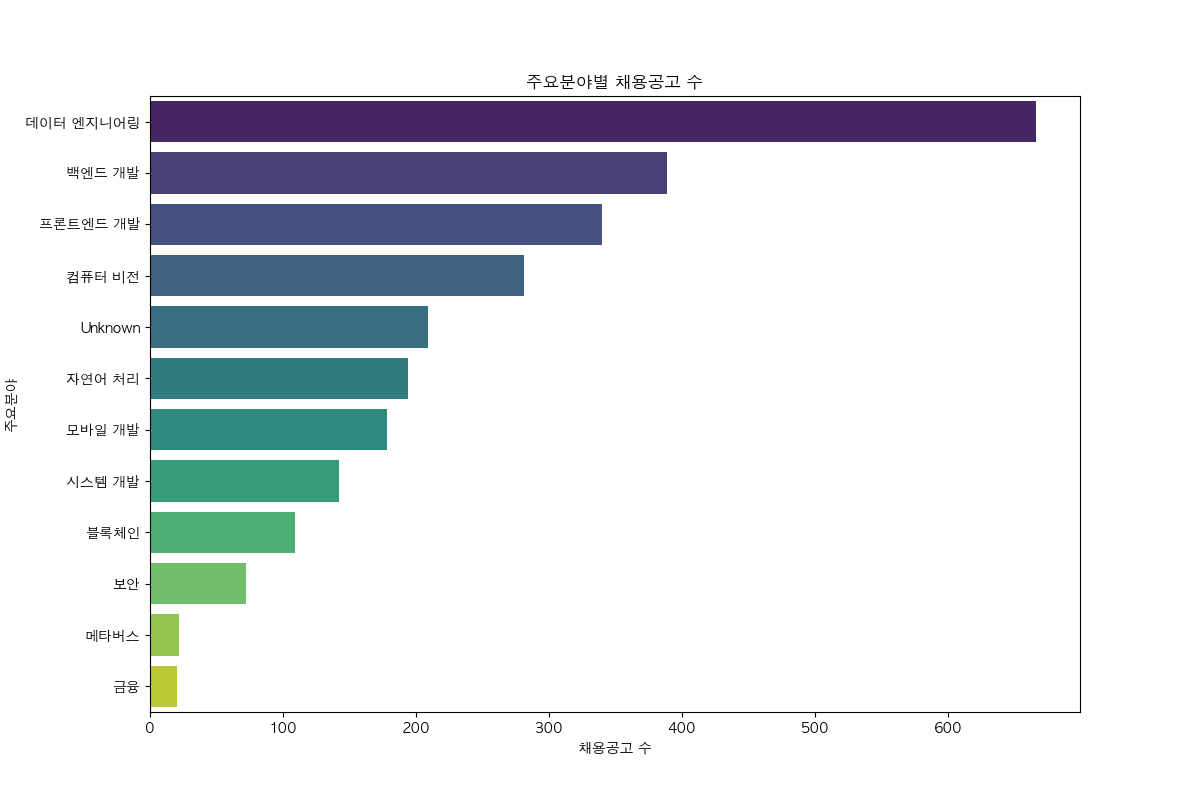 주요분야별 채용공고 수
데이터 엔지니어링
백엔드 개발
프론트엔드 개발
컴퓨터 비전
Unknown
자연어 처리
모바일 개발
시스템 개발
블록체인
보안
메타버스
금융
주요분야
0 100 200 300 400 500 600
채용공고 수